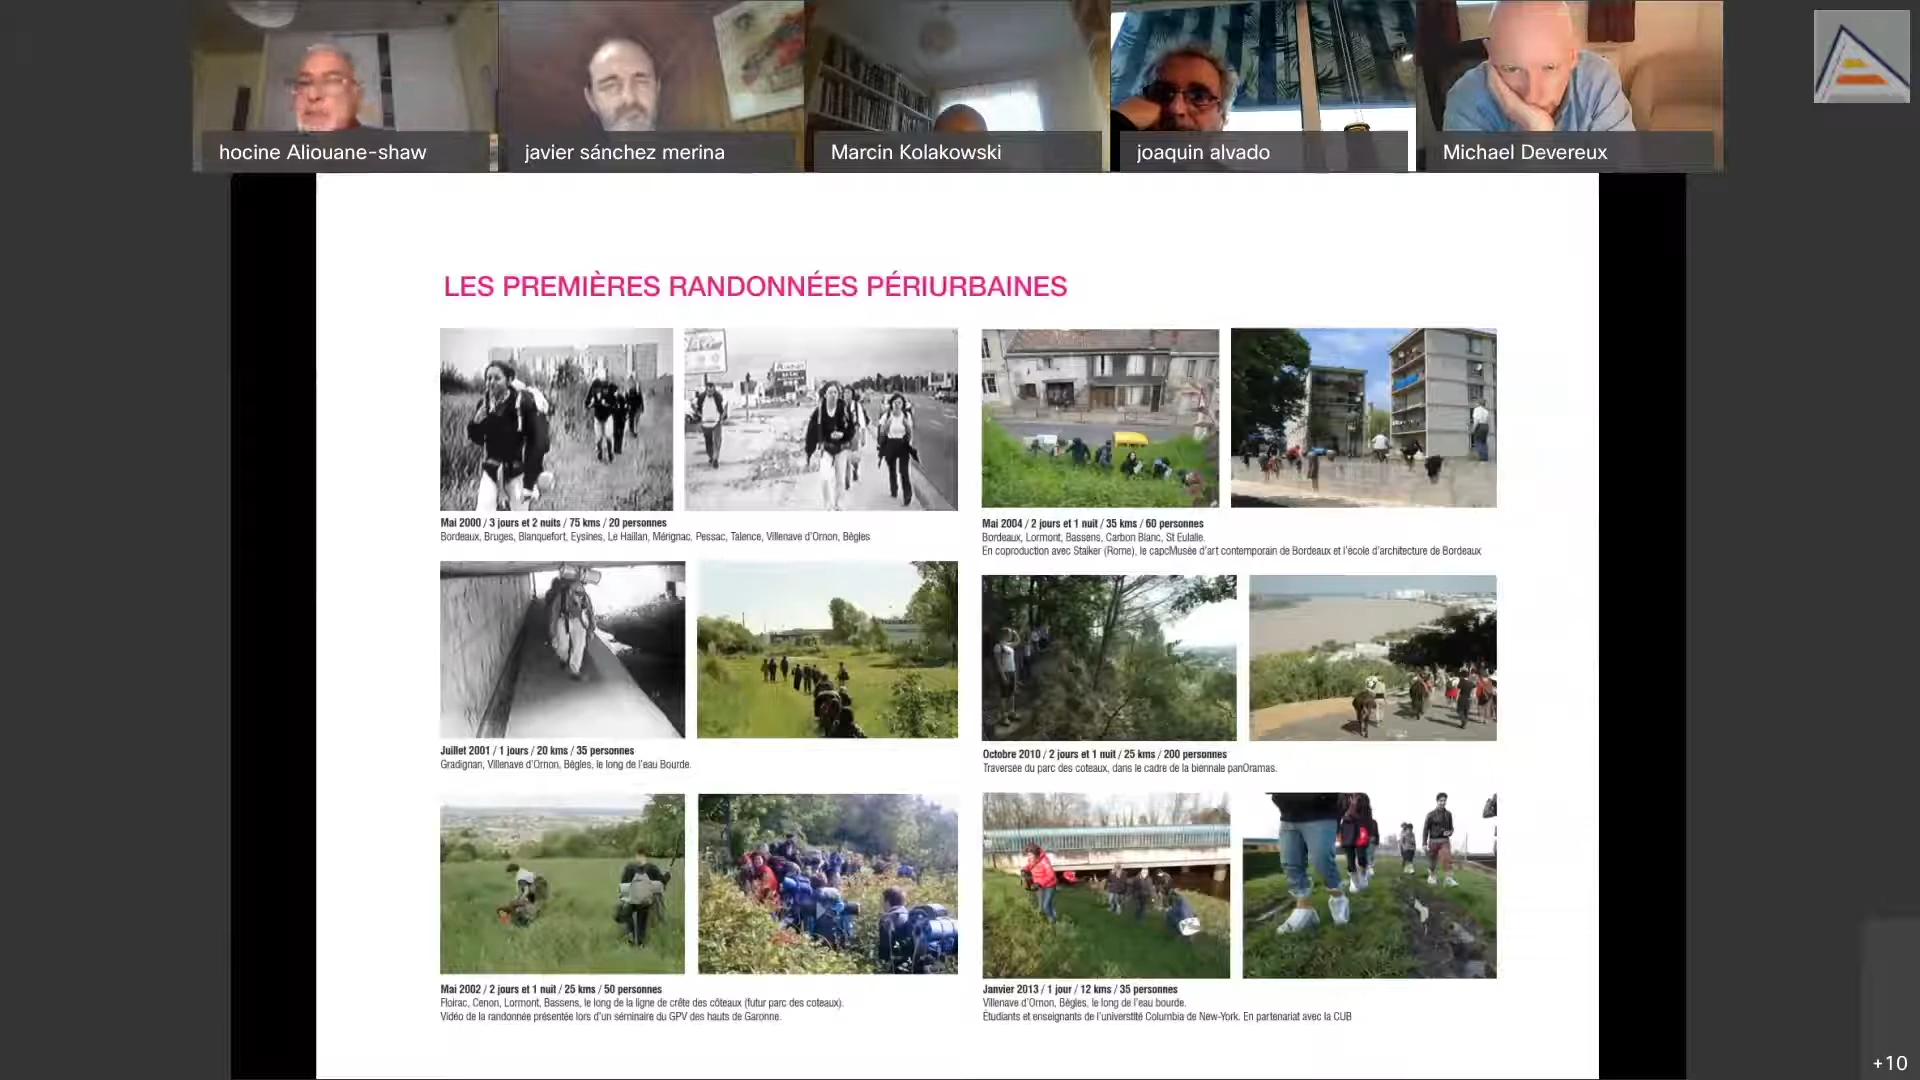 hocine Aliouane-shaw
javier sánchez merina
Marcin Kolakowski
joaquin alvado
Michael Devereux
LES PREMIÈRES RANDONNÉES PÉRIURBAINES
Mai 2000 / 3 jours et 2 nuits / 75 kms / 20 personnes
Bordeaux, Bruges, Blanquefort, Eysines, Le Haillan, Mérignac, Pessac, Talence, Villenave d'Ornon, Bègles
Juillet 2001 / 1 jours / 20 kms / 35 personnes
Gradignan, Villenave d'Ornon, Bègles, le long de l'eau Bourde.
Mai 2002 / 2 jours et 1 nuit / 25 kms / 50 personnes
Floirac, Cenon, Lormont, Bassens, le long de la ligne de crête des côteaux (futur parc des coteaux).
Vidéo de la randonnée présentée lors d'un séminaire du GPV des hauts de Garonne.
Mai 2004 / 2 jours et 1 nuit / 35 kms / 60 personnes
Bordeaux, Lormont, Bassens, Carbon Blanc, St Eulalie.
En coproduction avec Stalker (Rome), le capcMusée d'art contemporain de Bordeaux et l'école d'architecture de Bordeaux
Octobre 2010 / 2 jours et 1 nuit / 25 kms / 200 personnes
Traversée du parc des coteaux, dans le cadre de la biennale panOramas.
Janvier 2013 / 1 jour / 12 kms / 35 personnes
Villenave d'Ornon, Bègles, le long de l'eau bourde.
Étudiants et enseignants de l'université Columbia de New-York. En partenariat avec la CUB
+10